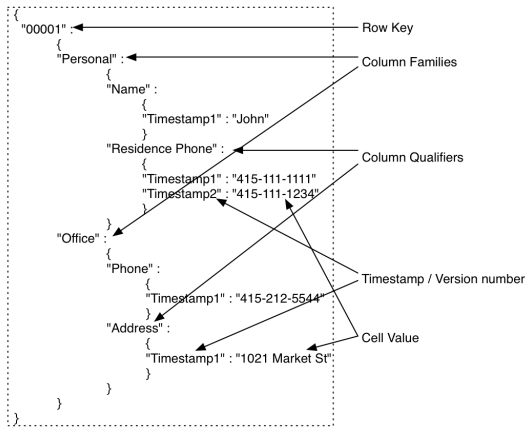 {
"00001" :
{
"Personal" :
{
"Name" :
{
"Timestamp1" : "John"
}
"Residence Phone" :
{
"Timestamp1" : "415-111-1111"
"Timestamp2" : "415-111-1234"
}
}
"Office" :
{
"Phone" :
{
"Timestamp1" : "415-212-5544"
}
"Address" :
{
"Timestamp1" : "1021 Market St"
}
}
}
}
Row Key
Column Families
Column Qualifiers
Timestamp / Version number
Cell Value